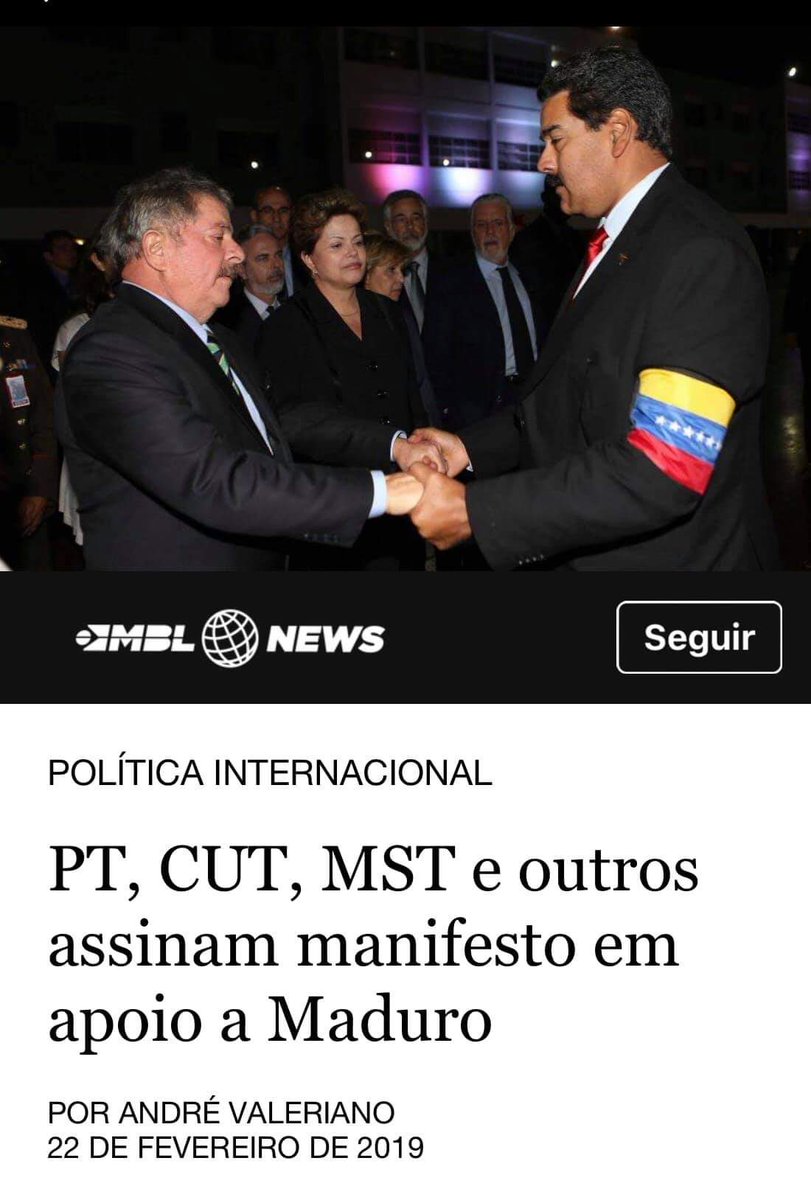 MBL NEWS
Seguir
POLÍTICA INTERNACIONAL
PT, CUT, MST e outros
assinam manifesto em
apoio a Maduro
POR ANDRÉ VALERIANO
22 DE FEVEREIRO DE 2019